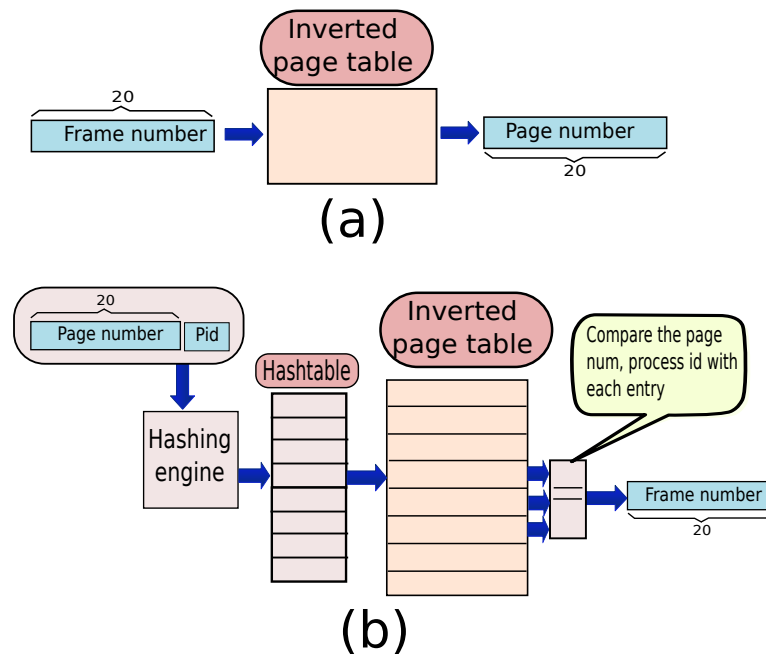 Inverted
page table
20
Frame number
Page number
20
(a)
20
Page number
Pid
Inverted
page table
Compare the page
num, process id with
each entry
Hashtable
Hashing
engine
Frame number
20
(b)